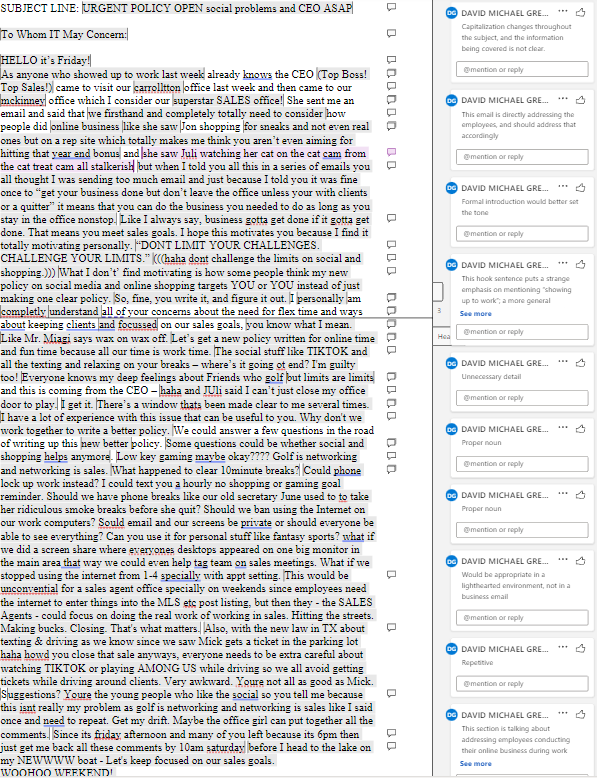 SUBJECT LINE: URGENT POLICY OPEN social problems and CEO ASAP
To Whom IT May Concern:
HELLO it's Friday!
As anyone who showed up to work last week already knows the CEO (Top Boss!
Top Sales!) came to visit our carrolltton office last week and then came to our
mckinney office which I consider our superstar SALES office! She sent me an
email and said that we firsthand and completely totally need to consider how
people did online business like she saw Jon shopping for sneaks and not even real
ones but on a rep site which totally makes me think you aren't even aiming for
hitting that year end bonus and she saw Juli watching her cat on the cat cam from
the cat treat cam all stalkerish but when I told you all this in a series of emails you
all thought I was sending too much email and just because I told you it was fine
once to "get your business done but don't leave the office unless your with clients
or a quitter" it means that you can do the business you needed to do as long as you
stay in the office nonstop. Like I always say, business gotta get done if it gotta get
done. That means you meet sales goals. I hope this motivates you because I find it
totally motivating personally. "DONT LIMIT YOUR CHALLENGES.
CHALLENGE YOUR LIMITS." (((haha dont challenge the limits on social and
shopping.))) What I don't' find motivating is how some people think my new
policy on social media and online shopping targets YOU or YOU instead of just
making one clear policy. So, fine, you write it, and figure it out. I personally am
completly understand all of your concerns about the need for flex time and ways
about keeping clients and focussed on our sales goals, you know what I mean.
Like Mr. Miagi says wax on wax off. Let's get a new policy written for online time
and fun time because all our time is work time. The social stuff like TIKTOK and
all the texting and relaxing on your breaks – where's it going ot end? I'm guilty
too! Everyone knows my deep feelings about Friends who golf but limits are limits
and this is coming from the CEO – haha and JUli said I can't just close my office
door to play. I get it. There's a window thats been made clear to me several times.
I have a lot of experience with this issue that can be useful to you. Why don't we
work together to write a better policy. We could answer a few questions in the road
of writing up this new better policy. Some questions could be whether social and
shopping helps anymore. Low key gaming maybe okay???? Golf is networking
and networking is sales. What happened to clear 10minute breaks? Could phone
lock up work instead? I could text you a hourly no shopping or gaming goal
reminder. Should we have phone breaks like our old secretary June used to to take
her ridiculous smoke breaks before she quit? Should we ban using the Internet on
our work computers? Sould email and our screens be private or should everyone be
able to see everything? Can you use it for personal stuff like fantasy sports? what if
we did a screen share where everyones desktops appeared on one big monitor in
the main area that way we could even help tag team on sales meetings. What if we
stopped using the internet from 1-4 specially with appt setting. This would be
unconvential for a sales agent office specially on weekends since employees need
the internet to enter things into the MLS etc post listing, but then they - the SALES
Agents - could focus on doing the real work of working in sales. Hitting the streets.
Making bucks. Closing. That's what matters. Also, with the new law in TX about
texting & driving as we know since we saw Mick gets a ticket in the parking lot
haha howd you close that sale anyways, everyone needs to be extra careful about
watching TIKTOK or playing AMONG US while driving so we all avoid getting
tickets while driving around clients. Very awkward. Youre not all as good as Mick.
Suggestions? Youre the young people who like the social so you tell me because
this isnt really my problem as golf is networking and networking is sales like I said
once and need to repeat. Get my drift. Maybe the office girl can put together all the
comments. Since its friday afternoon and many of you left because its 6pm then
just get me back all these comments by 10am saturday before I head to the lake on
my NEWWWW boat - Let's keep focused on our sales goals.
WOOHOO WEEKEND!
3
Hea
DG DAVID MICHAEL GRE... ...
Capitalization changes throughout
the subject, and the information
being covered is not clear.
@mention or reply
DG DAVID MICHAEL GRE... ...
This email is directly addressing the
employees, and should address that
accordingly
@mention or reply
DG DAVID MICHAEL GRE... ...
Formal introduction would better set
the tone
@mention or reply
DG DAVID MICHAEL GRE... ...
This hook sentence puts a strange
emphasis on mentioning "showing
up to work"; a more general
See more
@mention or reply
DG DAVID MICHAEL GRE... ...
Unnecessary detail
@mention or reply
DG DAVID MICHAEL GRE... ...
Proper noun
@mention or reply
DG DAVID MICHAEL GRE... ...
Proper noun
@mention or reply
DG DAVID MICHAEL GRE... ...
Would be appropriate in a
lighthearted environment, not in a
business email
@mention or reply
DG DAVID MICHAEL GRE... ...
Repetitive
@mention or reply
DG DAVID MICHAEL GRE... ...
This section is talking about
addressing employees conducting
their online business during work
See more